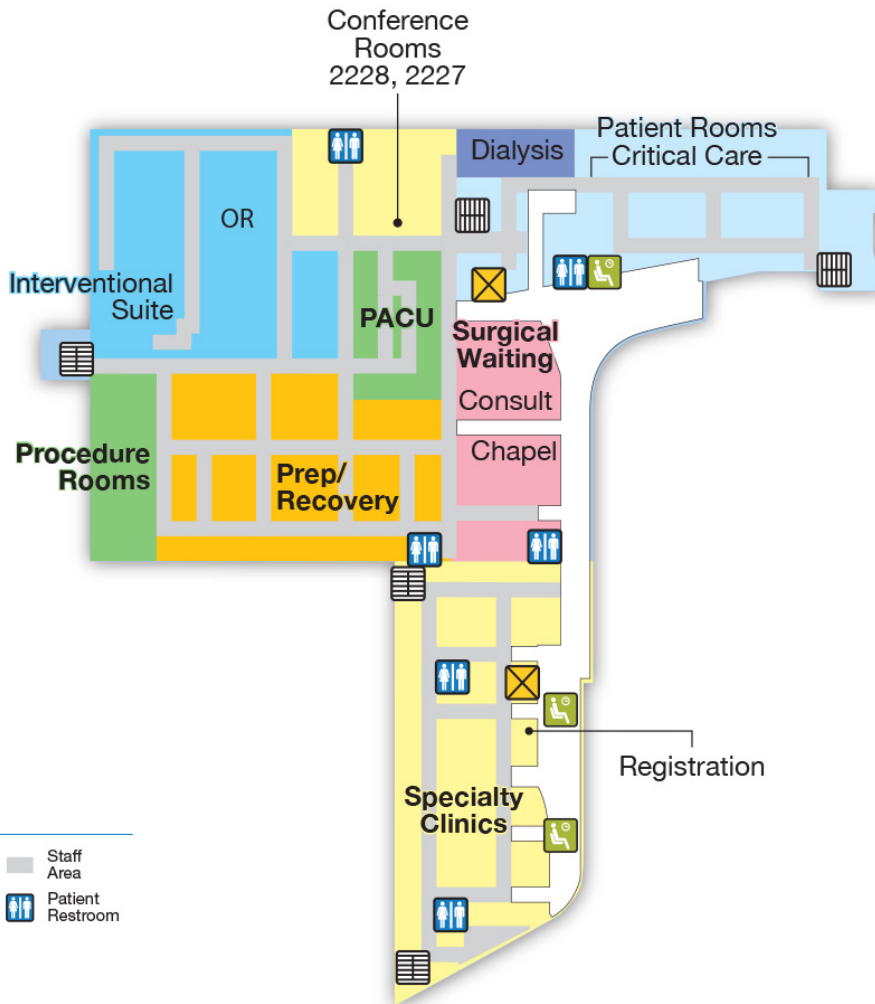 Conference
Rooms
2228, 2227
Dialysis
Patient Rooms
Critical Care
OR
Interventional
Suite
PACU
Surgical
Waiting
Consult
Chapel
Procedure
Rooms
Prep/
Recovery
Registration
Specialty
Clinics
Staff
Area
Patient
Restroom